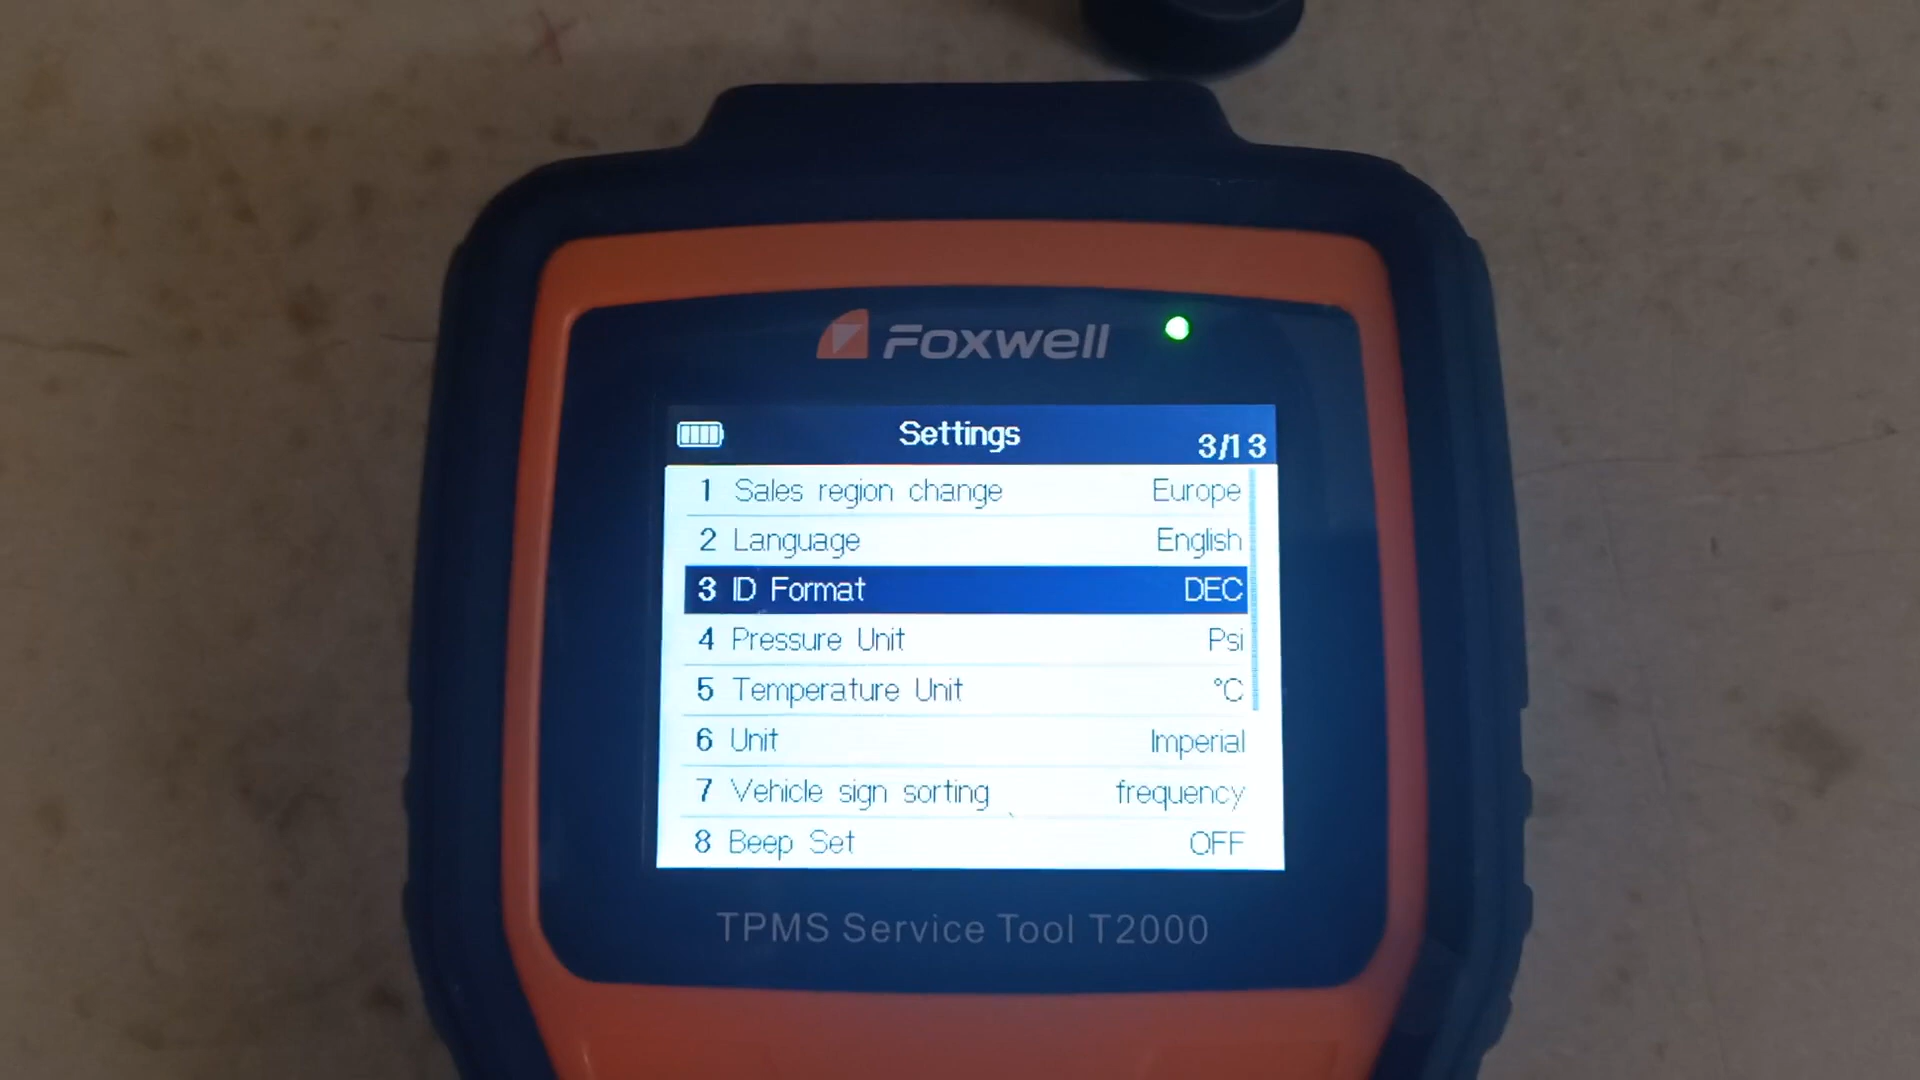 Foxwell
Settings 3/13
1 Sales region change Europe
2 Language English
3 ID Format DEC
4 Pressure Unit Psi
5 Temperature Unit °C
6 Unit Imperial
7 Vehicle sign sorting frequency
8 Beep Set OFF
TPMS Service Tool T2000